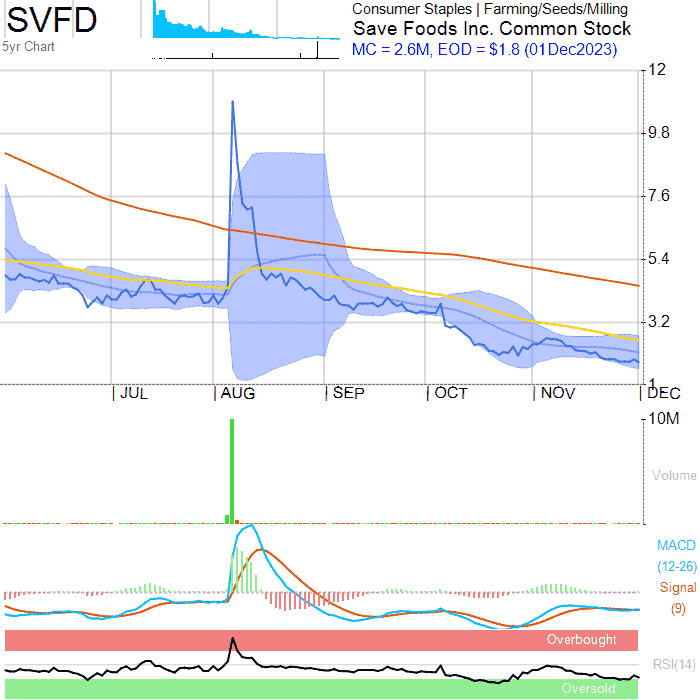 SVFD
5yr Chart
Consumer Staples | Farming/Seeds/Milling
Save Foods Inc. Common Stock
MC = 2.6M, EOD = $1.8 (01Dec2023)
12
9.8
7.6
5.4
3.2
1
JUL AUG SEP OCT NOV DEC
10M
Volume
MACD
(12-26)
Signal
(9)
Overbought
RSI(14)
Oversold